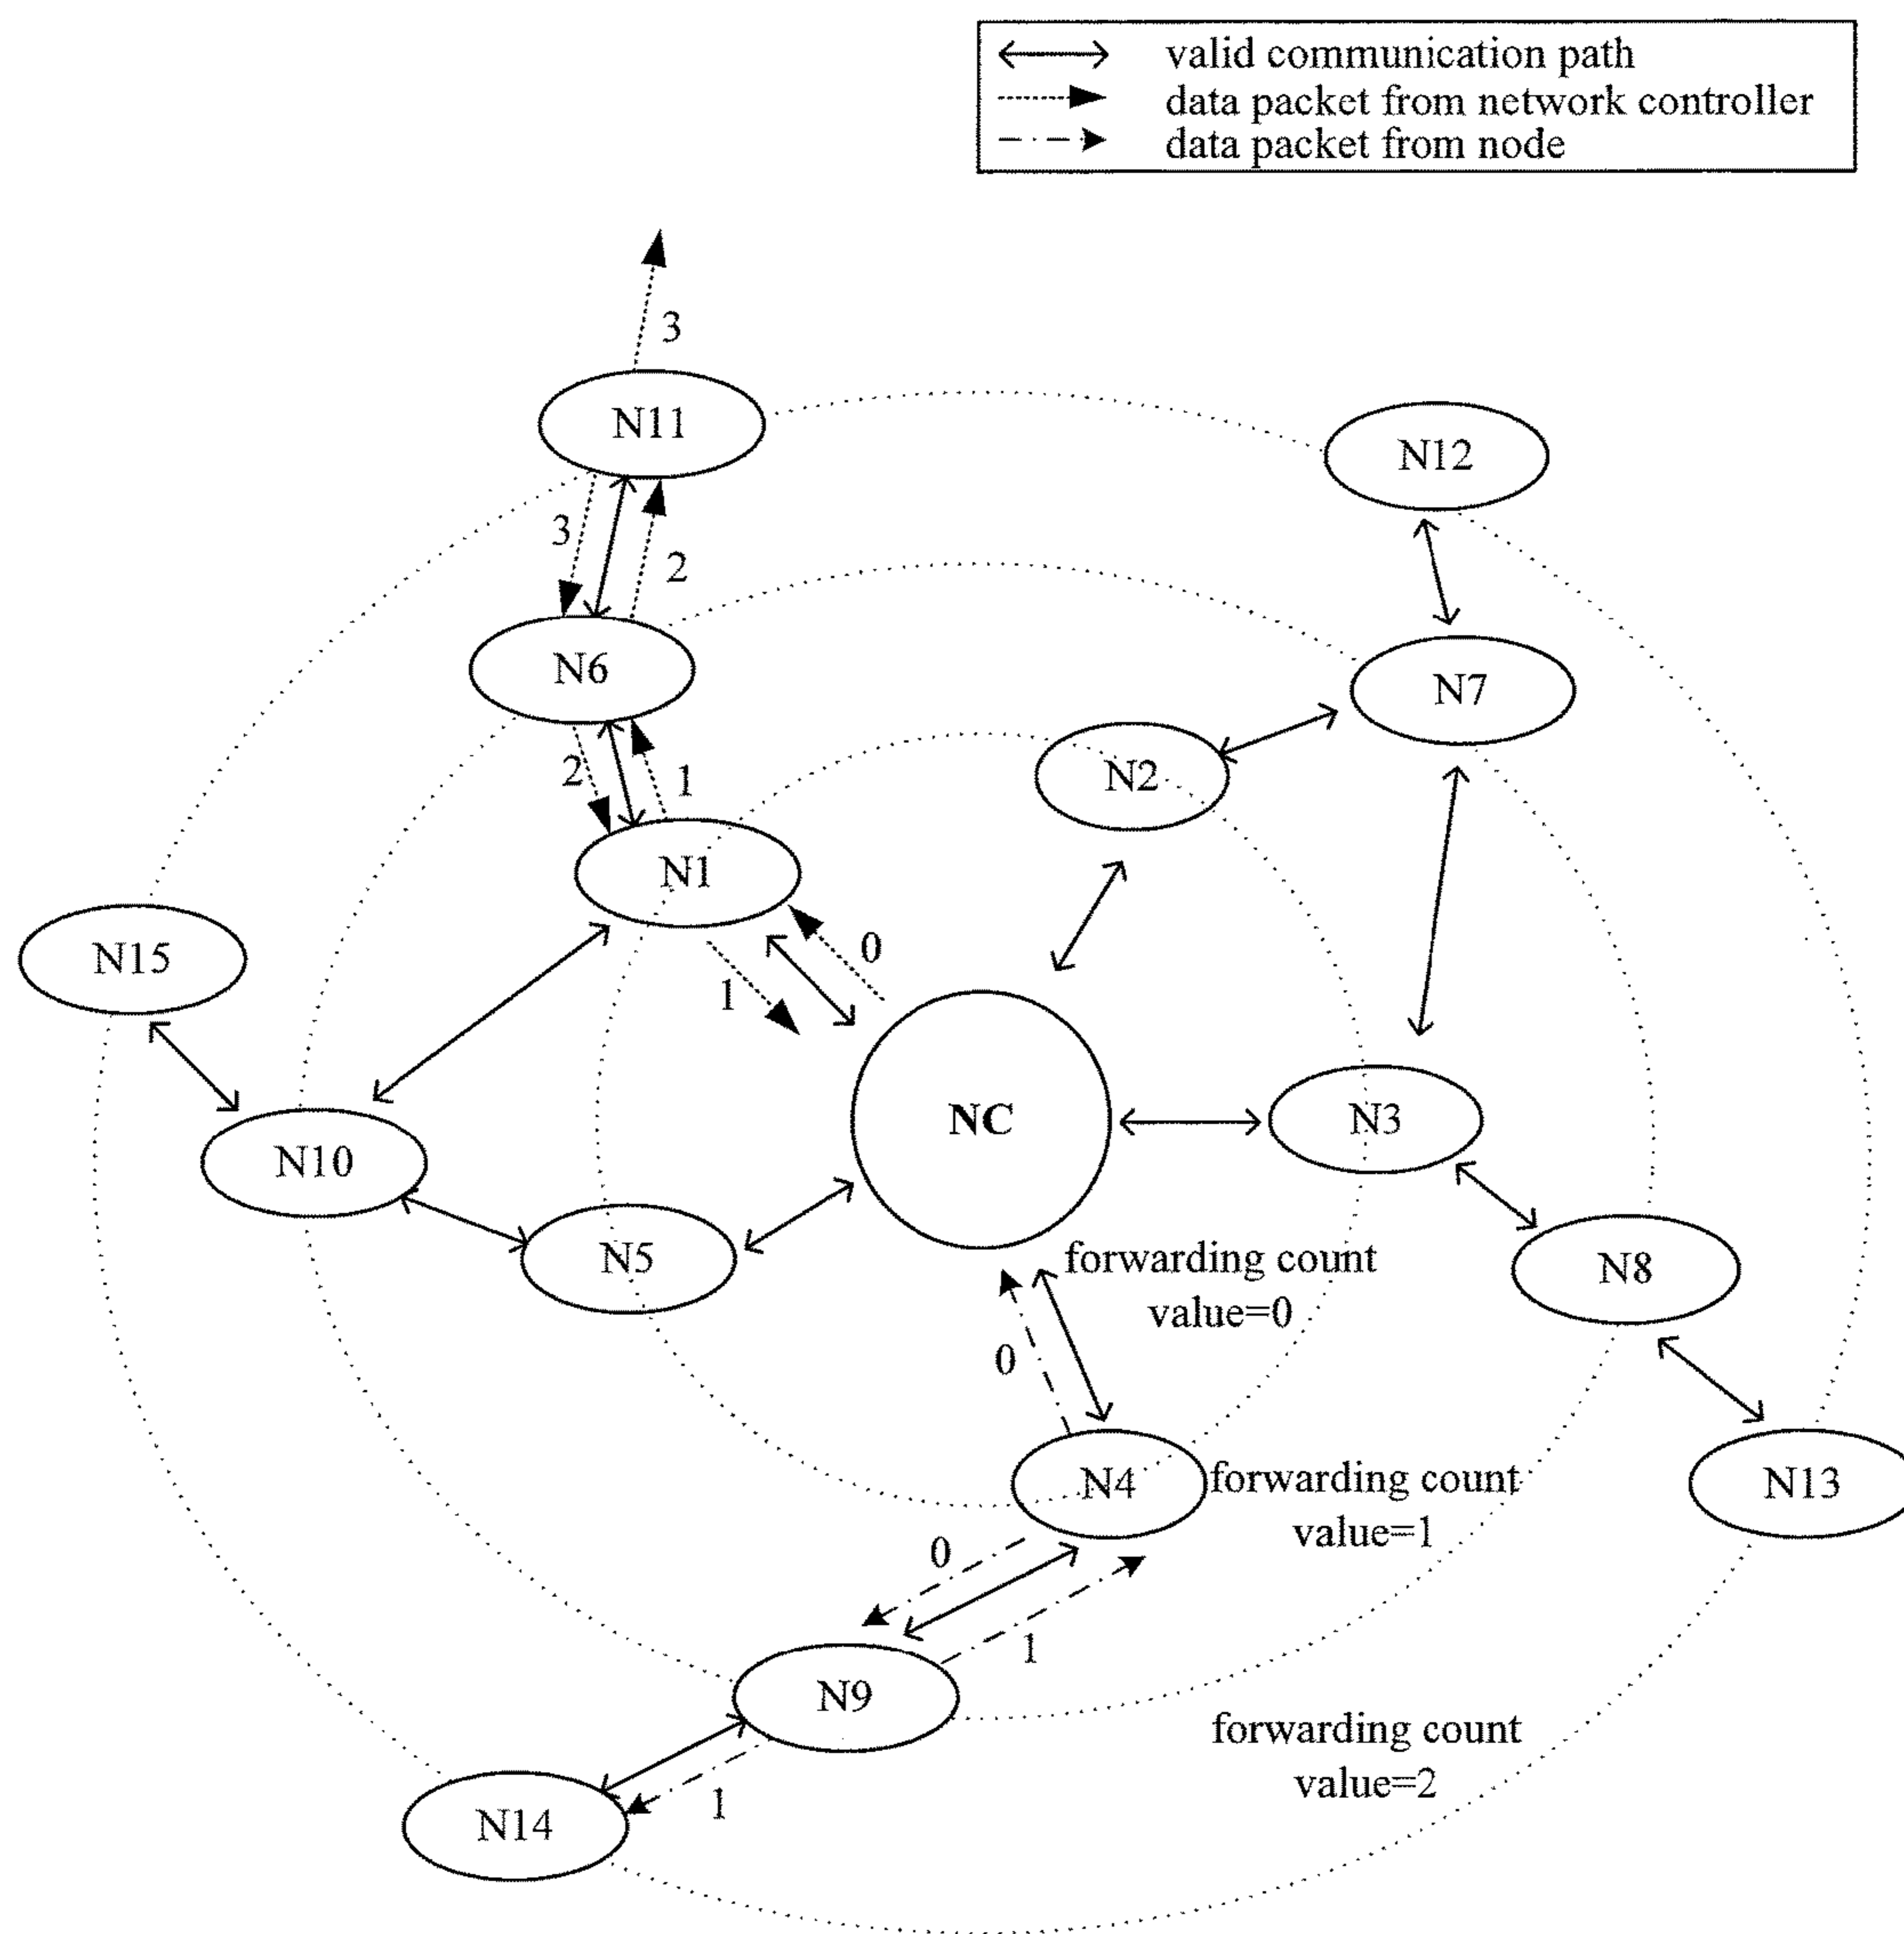 valid communication path
data packet from network controller
data packet from node
3
N11
N12
3
2
N6
N7
2
1
N2
N1
0
N15
1
NC
N3
N10
N5
forwarding count
value=0
N8
0
N4
forwarding count
value=1
N13
0
1
N9
forwarding count
value=2
1
N14